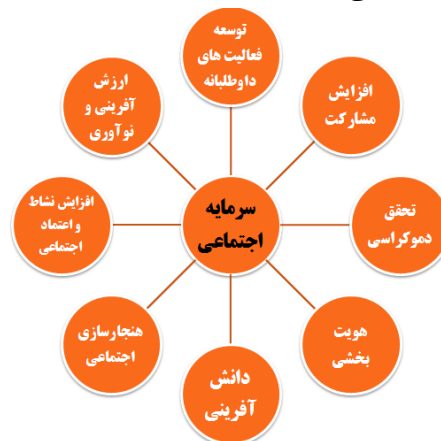 توسعه
فعالیت های
داوطلبانه
افزایش
مشارکت
تحقق
دموکراسی
هویت
بخشی
دانش
آفرینی
هنجارسازی
اجتماعی
افزایش نشاط
و اعتماد
اجتماعی
ارزش
آفرینی و
نوآوری
سرمایه
اجتماعی